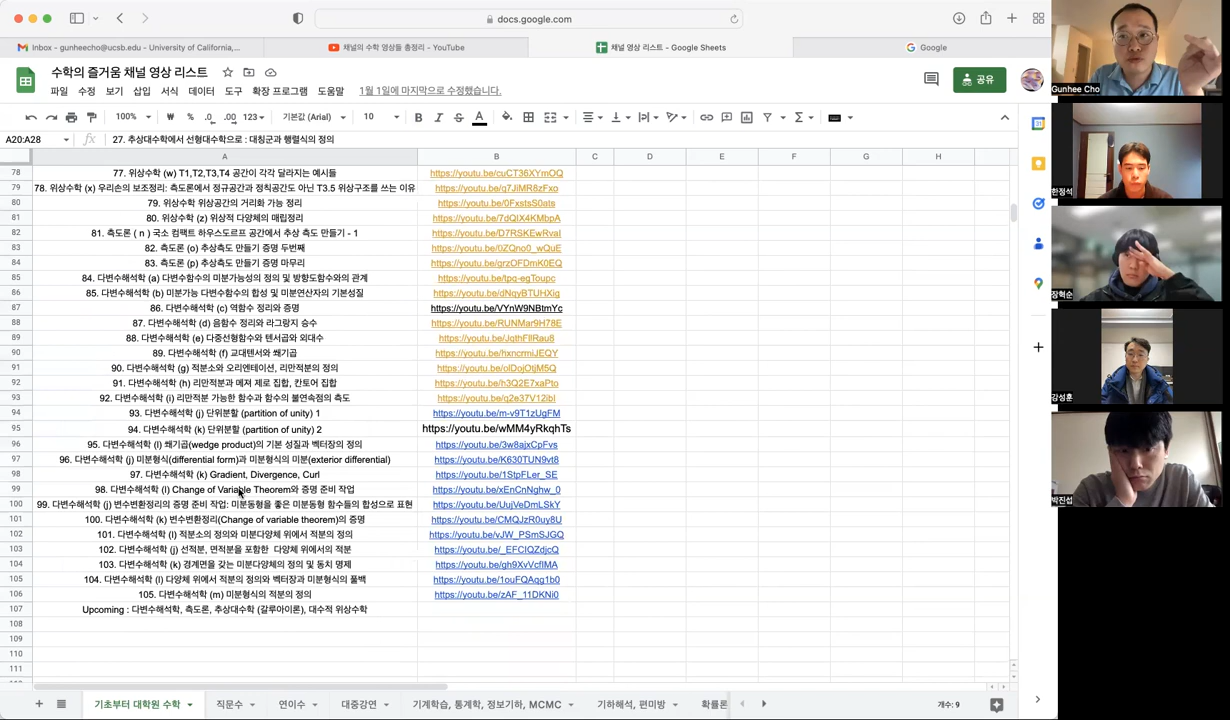 docs.google.com
Inbox - gunheecho@ucsb.edu - University of California,...
채널의 수학 영상들 총정리 - YouTube
채널 영상 리스트 - Google Sheets
Google
수학의 즐거움 채널 영상 리스트
파일 수정 보기 삽입 서식 데이터 도구 확장 프로그램 도움말
1월 1일에 마지막으로 수정했습니다.
공유
100% ₩ % .0 .00 123 기본값 (Arial) 10 B I S A
A20:A28 fx 27. 추상대수학에서 선형대수학으로 : 대칭군과 행렬식의 정의
A B C D E F G H
78 77. 위상수학 (w) T1,T2,T3,T4 공간이 각각 달라지는 예시들 https://youtu.be/cuCT36XYmOQ
79 78. 위상수학 (x) 우리손의 보조정리: 측도론에서 정규공간과 정칙공간도 아닌 T3.5 위상구조를 쓰는 이유 https://youtu.be/q7JiMR8zFxo
80 79. 위상수학 위상공간의 거리화 가능 정리 https://youtu.be/0FxstsS0ats
81 80. 위상수학 (z) 위상적 다양체의 매립정리 https://youtu.be/7dQIX4KMbpA
82 81. 측도론 ( n ) 국소 컴팩트 하우스도르프 공간에서 추상 측도 만들기 - 1 https://youtu.be/D7RSKEwRvaI
83 82. 측도론 (o) 추상측도 만들기 증명 두번째 https://youtu.be/0ZQno0_wQuE
84 83. 측도론 (p) 추상측도 만들기 증명 마무리 https://youtu.be/grzOFDmK0EQ
85 84. 다변수해석학 (a) 다변수함수의 미분가능성의 정의 및 방향도함수와의 관계 https://youtu.be/tpq-egToupc
86 85. 다변수해석학 (b) 미분가능 다변수함수의 합성 및 미분연산자의 기본성질 https://youtu.be/dNqyBTUHXig
87 86. 다변수해석학 (c) 역함수 정리와 증명 https://youtu.be/VYnW9NBtmYc
88 87. 다변수해석학 (d) 음함수 정리와 라그랑지 승수 https://youtu.be/RUNMar9H78E
89 88. 다변수해석학 (e) 다중선형함수와 텐서곱와 외대수 https://youtu.be/JqthFIlRau8
90 89. 다변수해석학 (f) 교대텐서와 쐐기곱 https://youtu.be/hxncrmiJEQY
91 90. 다변수해석학 (g) 적분소와 오리엔테이션, 리만적분의 정의 https://youtu.be/olDojOtjM5Q
92 91. 다변수해석학 (h) 리만적분과 메져 제로 집합, 칸토어 집합 https://youtu.be/h3Q2E7xaPto
93 92. 다변수해석학 (i) 리만적분 가능한 함수과 함수의 불연속점의 측도 https://youtu.be/q2e37V12ibI
94 93. 다변수해석학 (j) 단위분할 (partition of unity) 1 https://youtu.be/m-v9T1zUgFM
95 94. 다변수해석학 (k) 단위분할 (partition of unity) 2 https://youtu.be/wMM4yRkqhTs
96 95. 다변수해석학 (l) 쐐기곱(wedge product)의 기본 성질과 벡터장의 정의 https://youtu.be/3w8ajxCpFvs
97 96. 다변수해석학 (j) 미분형식(differential form)과 미분형식의 미분(exterior differential) https://youtu.be/K630TUN9vt8
98 97. 다변수해석학 (k) Gradient, Divergence, Curl https://youtu.be/1StpFLer_SE
99 98. 다변수해석학 (l) Change of Variable Theorem와 증명 준비 작업 https://youtu.be/xEnCnNghw_0
100 99. 다변수해석학 (j) 변수변환정리의 증명 준비 작업: 미분동형을 좋은 미분동형 함수들의 합성으로 표현 https://youtu.be/UujVeDmLSkY
101 100. 다변수해석학 (k) 변수변환정리(Change of variable theorem)의 증명 https://youtu.be/CMQJzR0uy8U
102 101. 다변수해석학 (l) 적분소의 정의와 미분다양체 위에서 적분의 정의 https://youtu.be/vJW_PSmSJGQ
103 102. 다변수해석학 (j) 선적분, 면적분을 포함한 다양체 위에서의 적분 https://youtu.be/_EFCIQZdjcQ
104 103. 다변수해석학 (k) 경계면을 갖는 미분다양체의 정의 및 동치 명제 https://youtu.be/gh9XvVcflMA
105 104. 다변수해석학 (l) 다양체 위에서 적분의 정의와 벡터장과 미분형식의 풀백 https://youtu.be/1ouFQAqg1b0
106 105. 다변수해석학 (m) 미분형식의 적분의 정의 https://youtu.be/zAF_11DKNi0
107 Upcoming : 다변수해석학, 측도론, 추상대수학 (갈루아이론), 대수적 위상수학
108
109
110
111
기초부터 대학원 수학 직문수 연이수 대중강연 기계학습, 통계학, 정보기하, MCMC 기하해석, 편미방 확률론
개수: 9
Gunhee Cho
한정석
장혁순
강성훈
박진섭